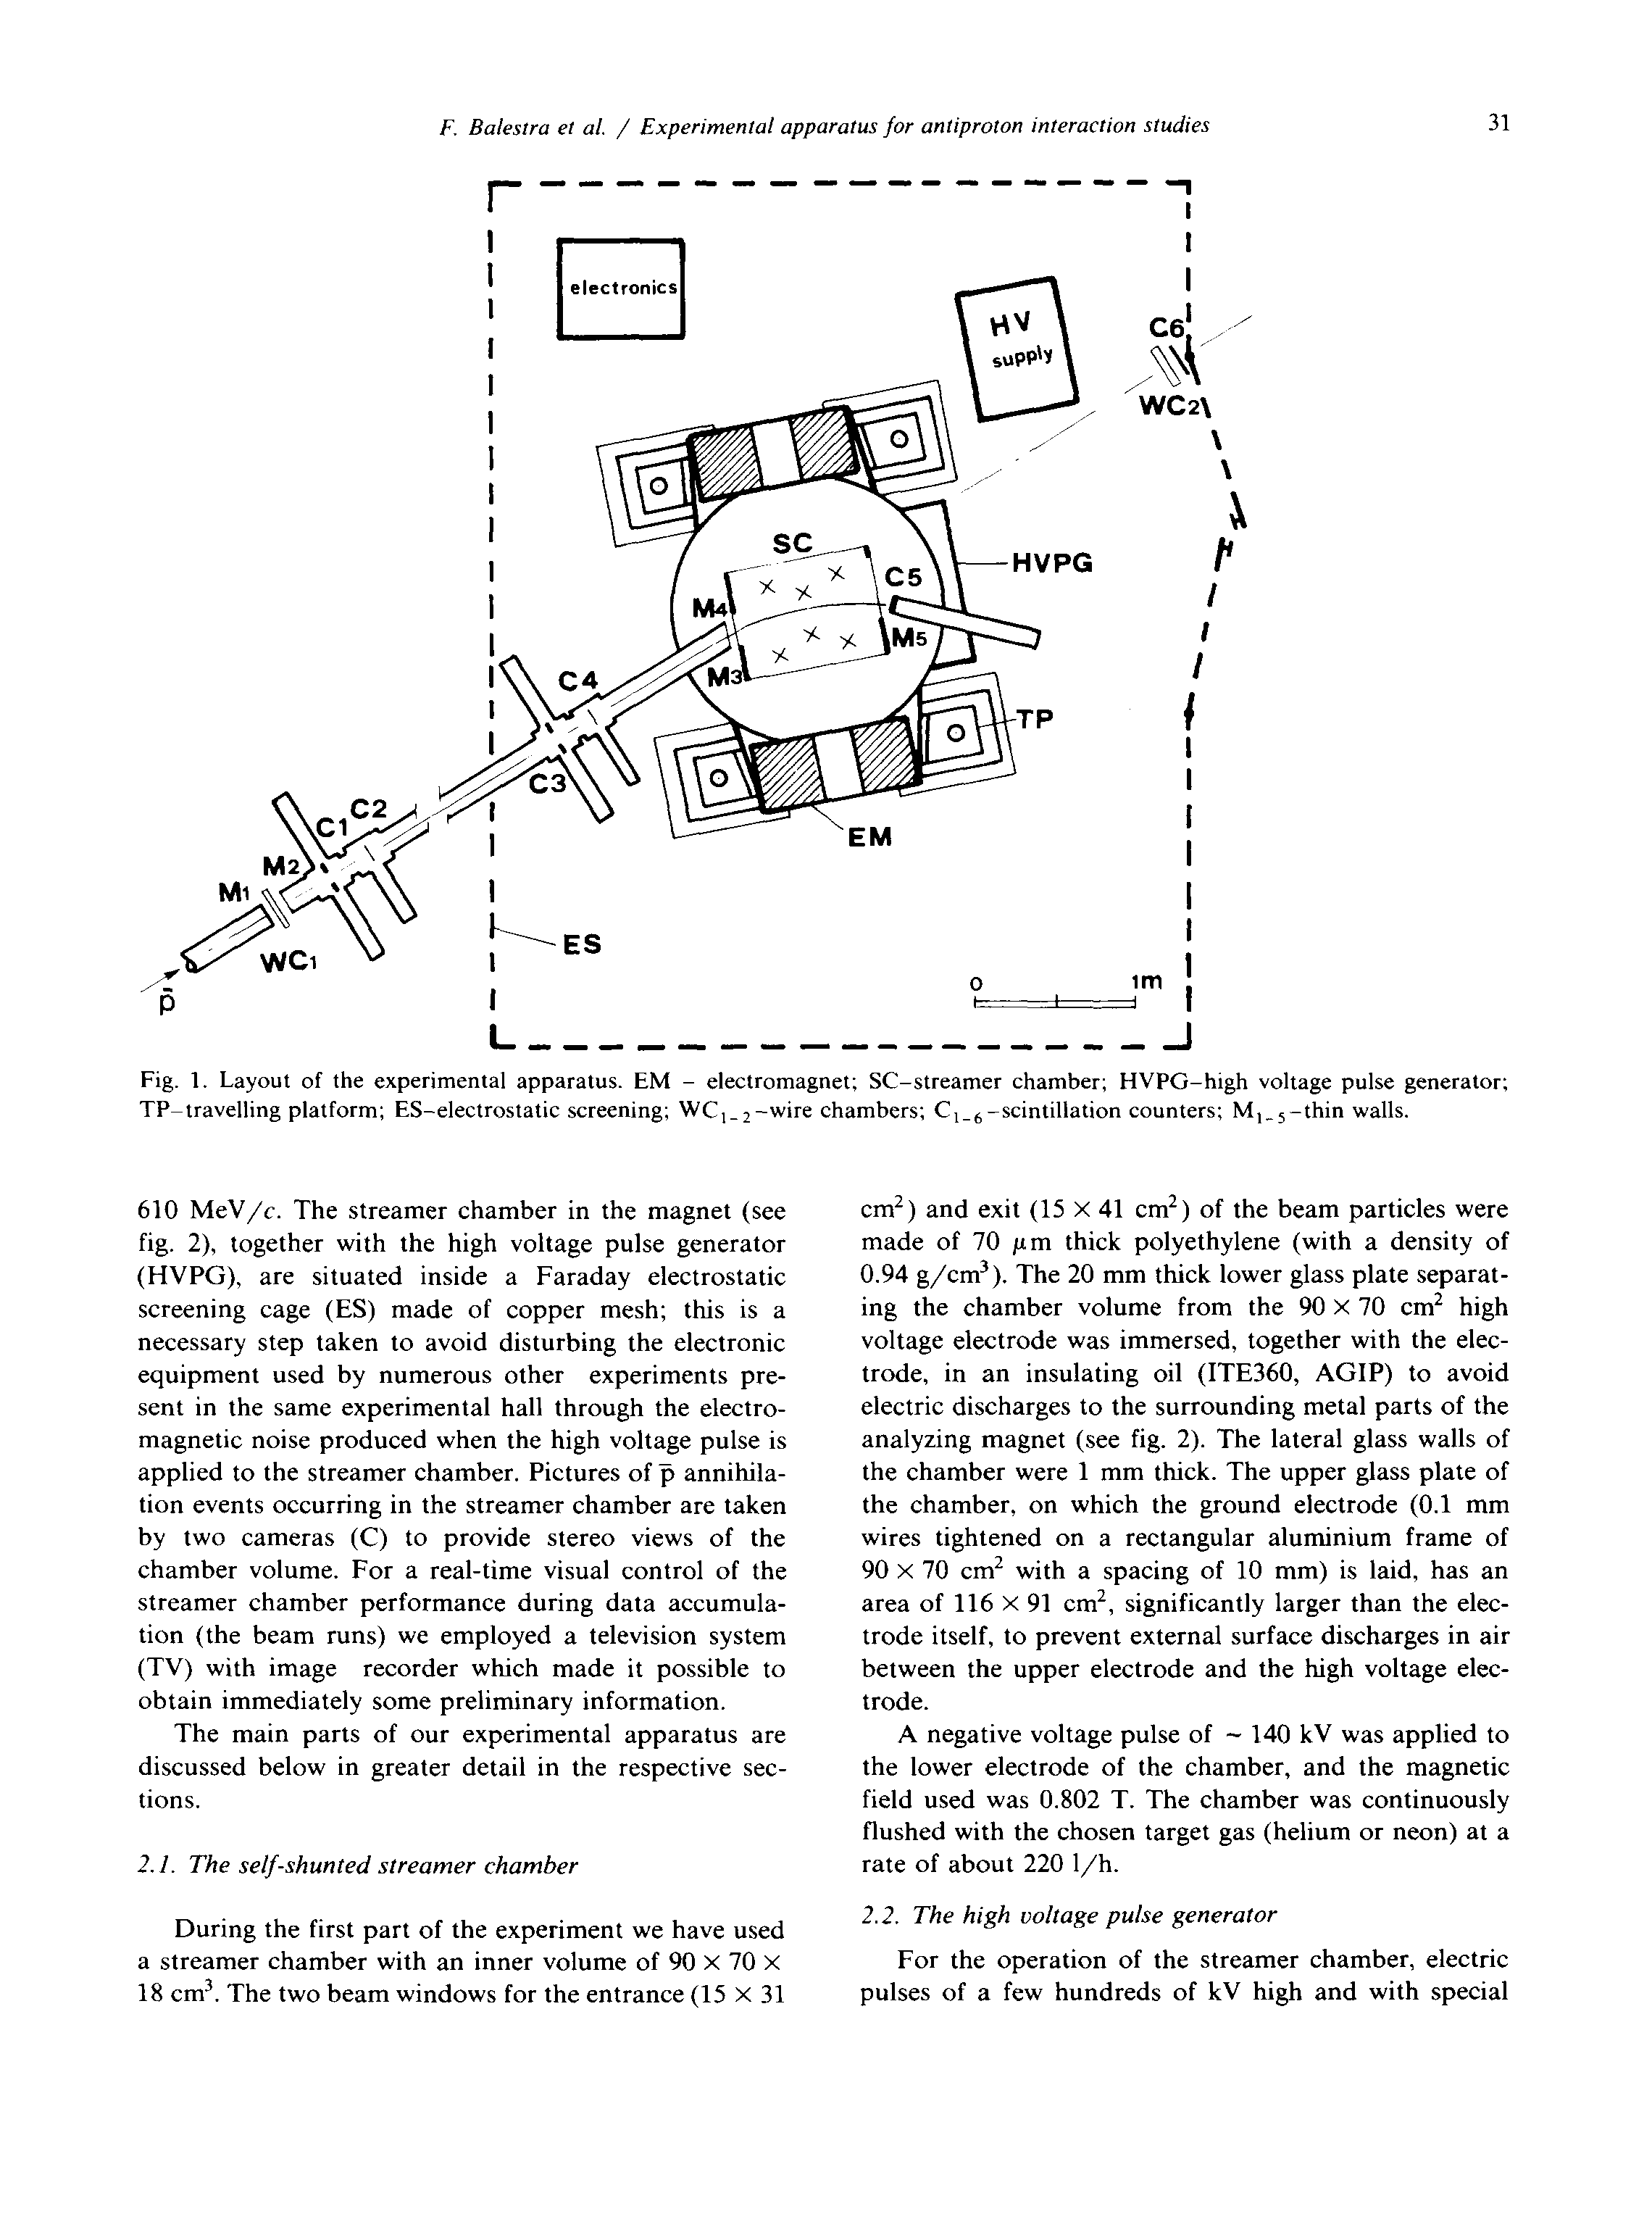 F. Balestra et al. / Experimental apparatus for antiproton interaction studies
31
electronics
HV
supply
C6
WC2
SC
C5
HVPG
M4
M5
M3
C4
TP
C3
C2
C1
EM
M2
M1
ES
WC1
0
1m
p̄
Fig. 1. Layout of the experimental apparatus. EM – electromagnet; SC–streamer chamber; HVPG–high voltage pulse generator;
TP–travelling platform; ES–electrostatic screening; WC₁₋₂–wire chambers; C₁₋₆–scintillation counters; M₁₋₅–thin walls.
610 MeV/c. The streamer chamber in the magnet (see
fig. 2), together with the high voltage pulse generator
(HVPG), are situated inside a Faraday electrostatic
screening cage (ES) made of copper mesh; this is a
necessary step taken to avoid disturbing the electronic
equipment used by numerous other experiments pre-
sent in the same experimental hall through the electro-
magnetic noise produced when the high voltage pulse is
applied to the streamer chamber. Pictures of p̄ annihila-
tion events occurring in the streamer chamber are taken
by two cameras (C) to provide stereo views of the
chamber volume. For a real-time visual control of the
streamer chamber performance during data accumula-
tion (the beam runs) we employed a television system
(TV) with image recorder which made it possible to
obtain immediately some preliminary information.
The main parts of our experimental apparatus are
discussed below in greater detail in the respective sec-
tions.
2.1. The self-shunted streamer chamber
During the first part of the experiment we have used
a streamer chamber with an inner volume of 90 × 70 ×
18 cm³. The two beam windows for the entrance (15 × 31
cm²) and exit (15 × 41 cm²) of the beam particles were
made of 70 μm thick polyethylene (with a density of
0.94 g/cm³). The 20 mm thick lower glass plate separat-
ing the chamber volume from the 90 × 70 cm² high
voltage electrode was immersed, together with the elec-
trode, in an insulating oil (ITE360, AGIP) to avoid
electric discharges to the surrounding metal parts of the
analyzing magnet (see fig. 2). The lateral glass walls of
the chamber were 1 mm thick. The upper glass plate of
the chamber, on which the ground electrode (0.1 mm
wires tightened on a rectangular aluminium frame of
90 × 70 cm² with a spacing of 10 mm) is laid, has an
area of 116 × 91 cm², significantly larger than the elec-
trode itself, to prevent external surface discharges in air
between the upper electrode and the high voltage elec-
trode.
A negative voltage pulse of ~ 140 kV was applied to
the lower electrode of the chamber, and the magnetic
field used was 0.802 T. The chamber was continuously
flushed with the chosen target gas (helium or neon) at a
rate of about 220 l/h.
2.2. The high voltage pulse generator
For the operation of the streamer chamber, electric
pulses of a few hundreds of kV high and with special